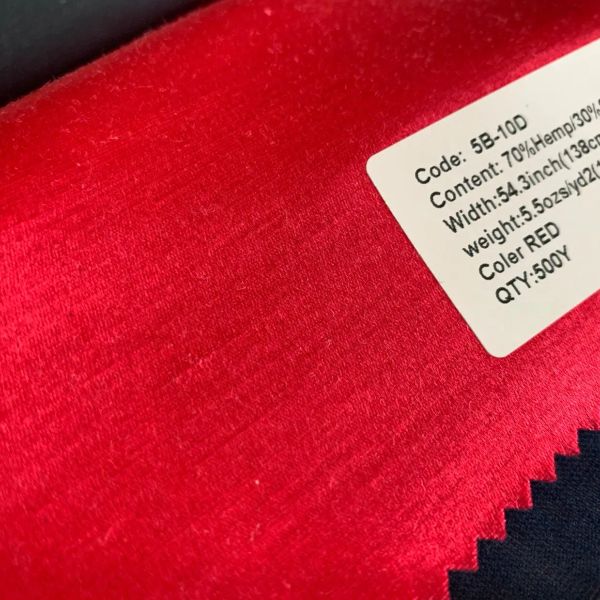 Code: 5B-10D
Content: 70%Hemp/30%
Width:54.3inch(138cm
weight:5.5ozs/yd2(1
Coler RED
QTY:500Y